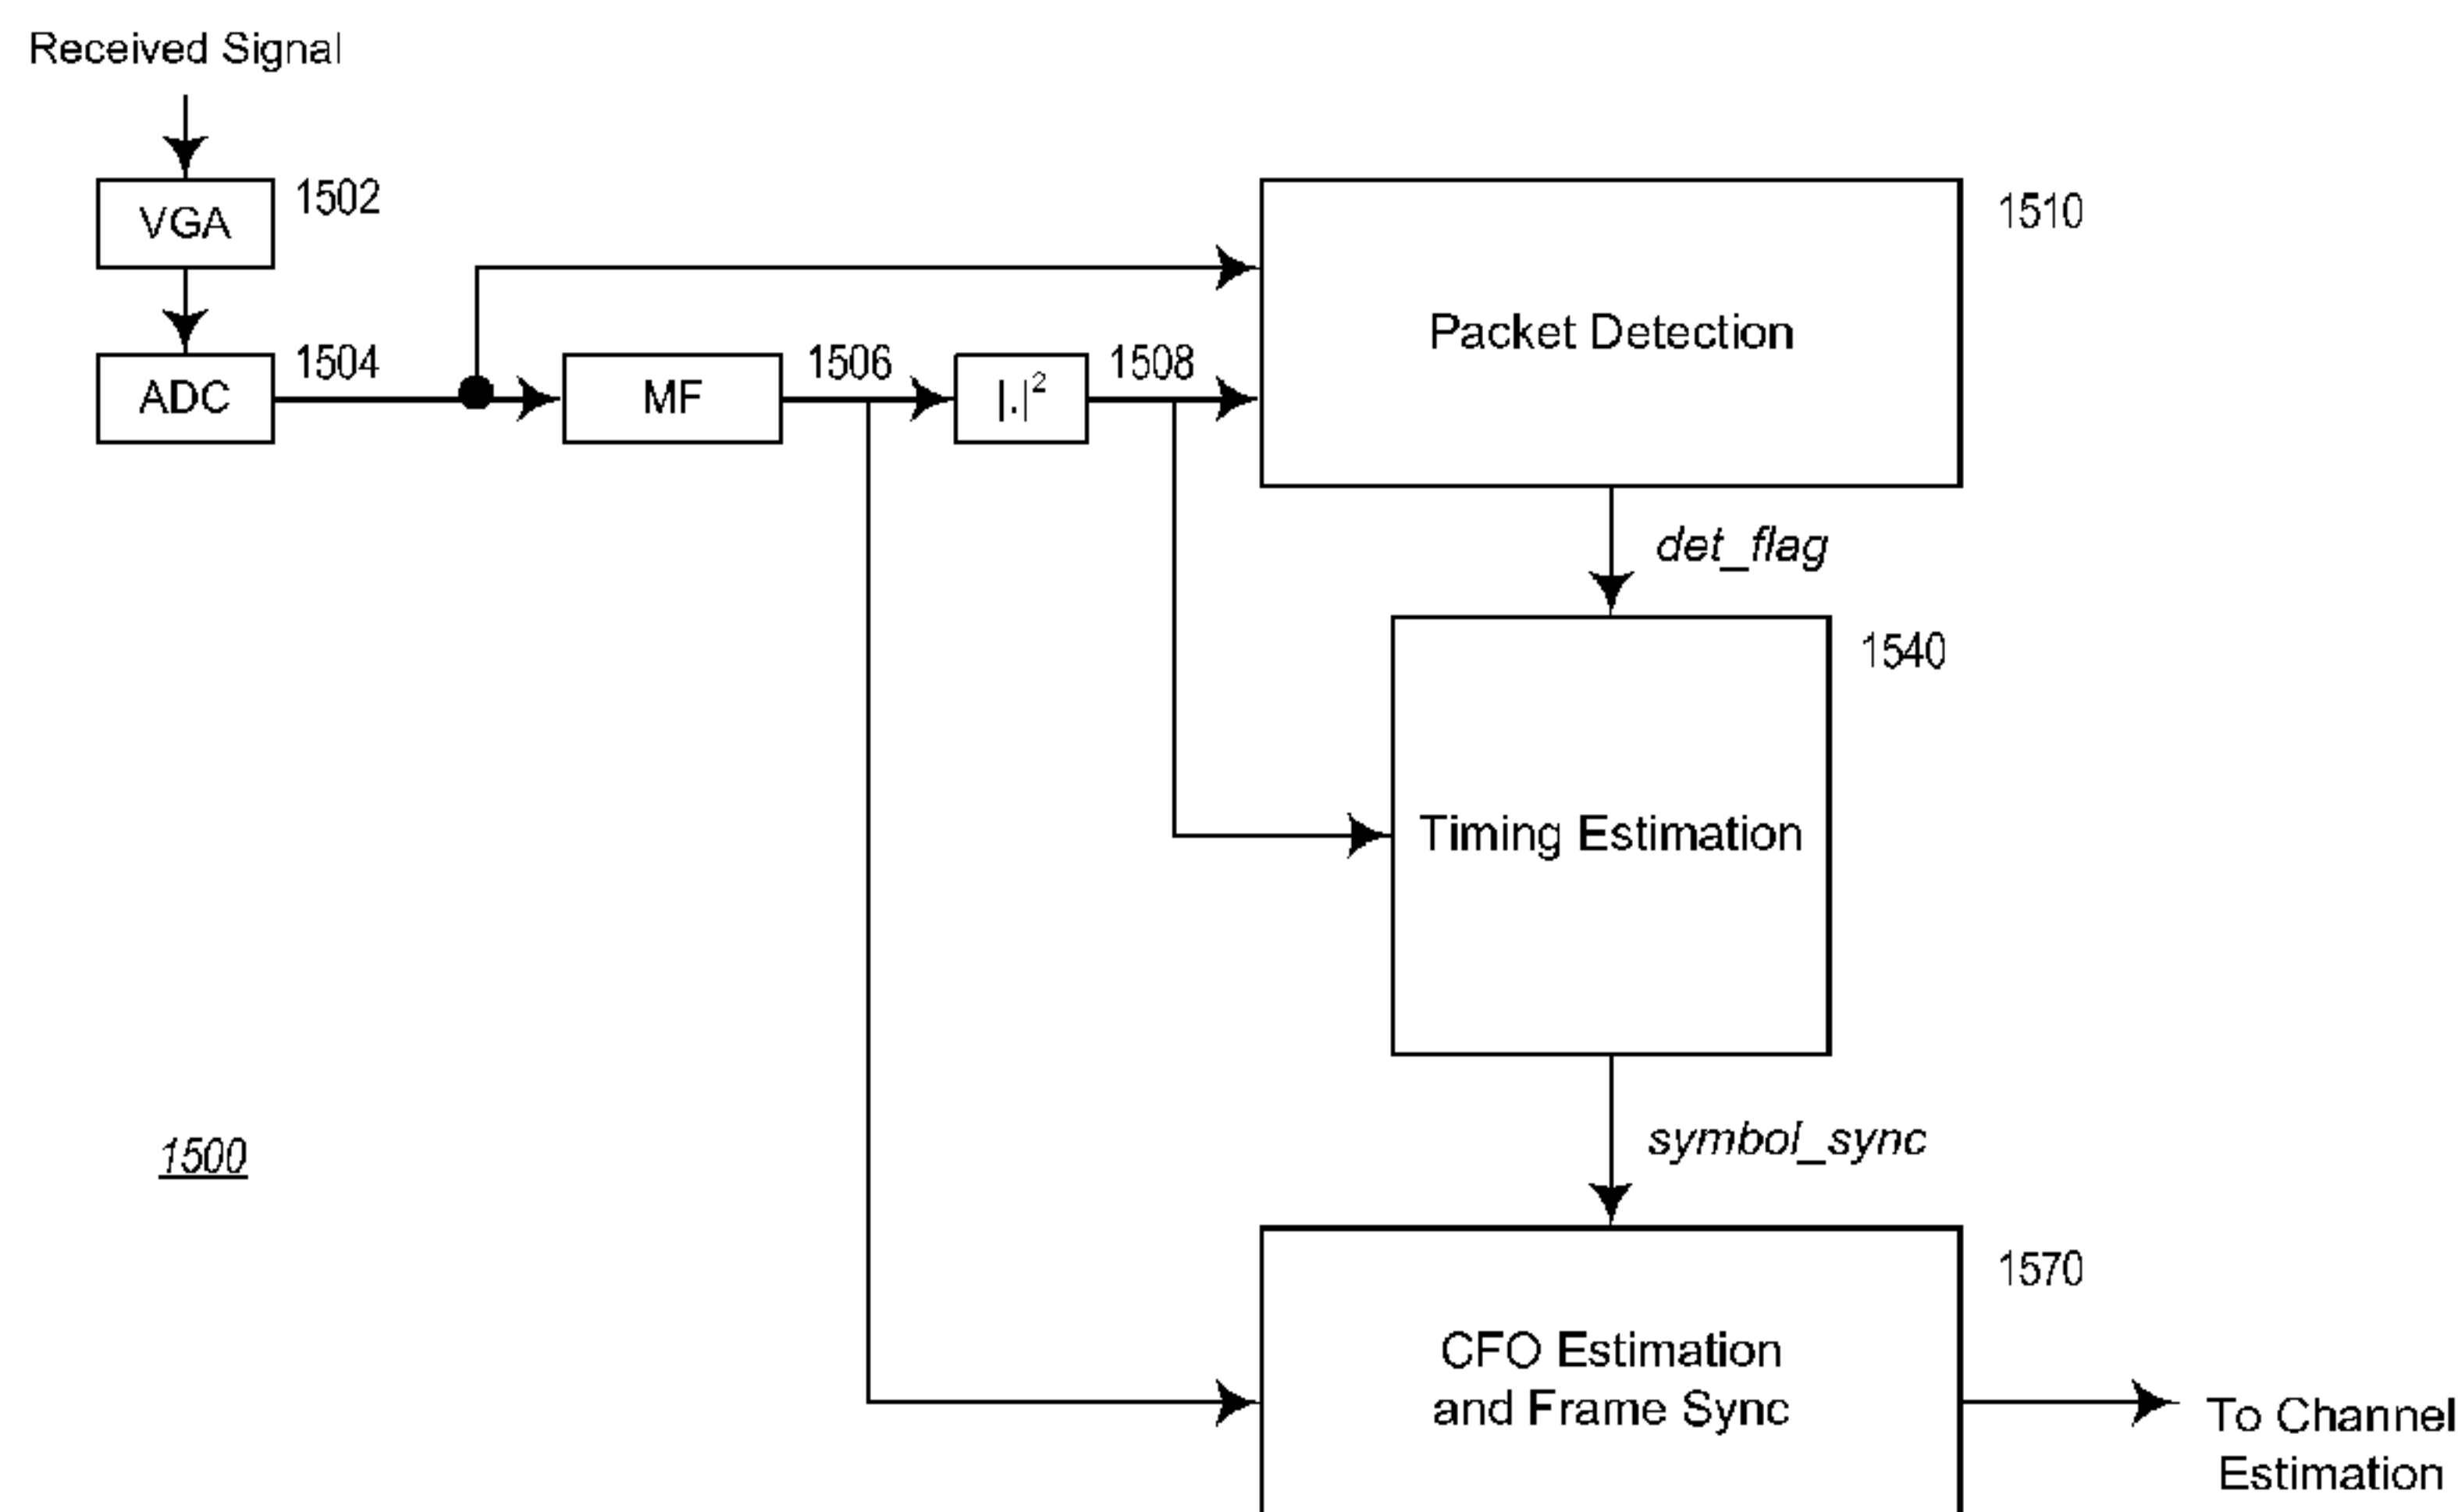 Received Signal
VGA
1502
1510
Packet Detection
ADC
1504
MF
1506
|.|²
1508
det_flag
1540
Timing Estimation
symbol_sync
1500
1570
CFO Estimation
and Frame Sync
To Channel
Estimation